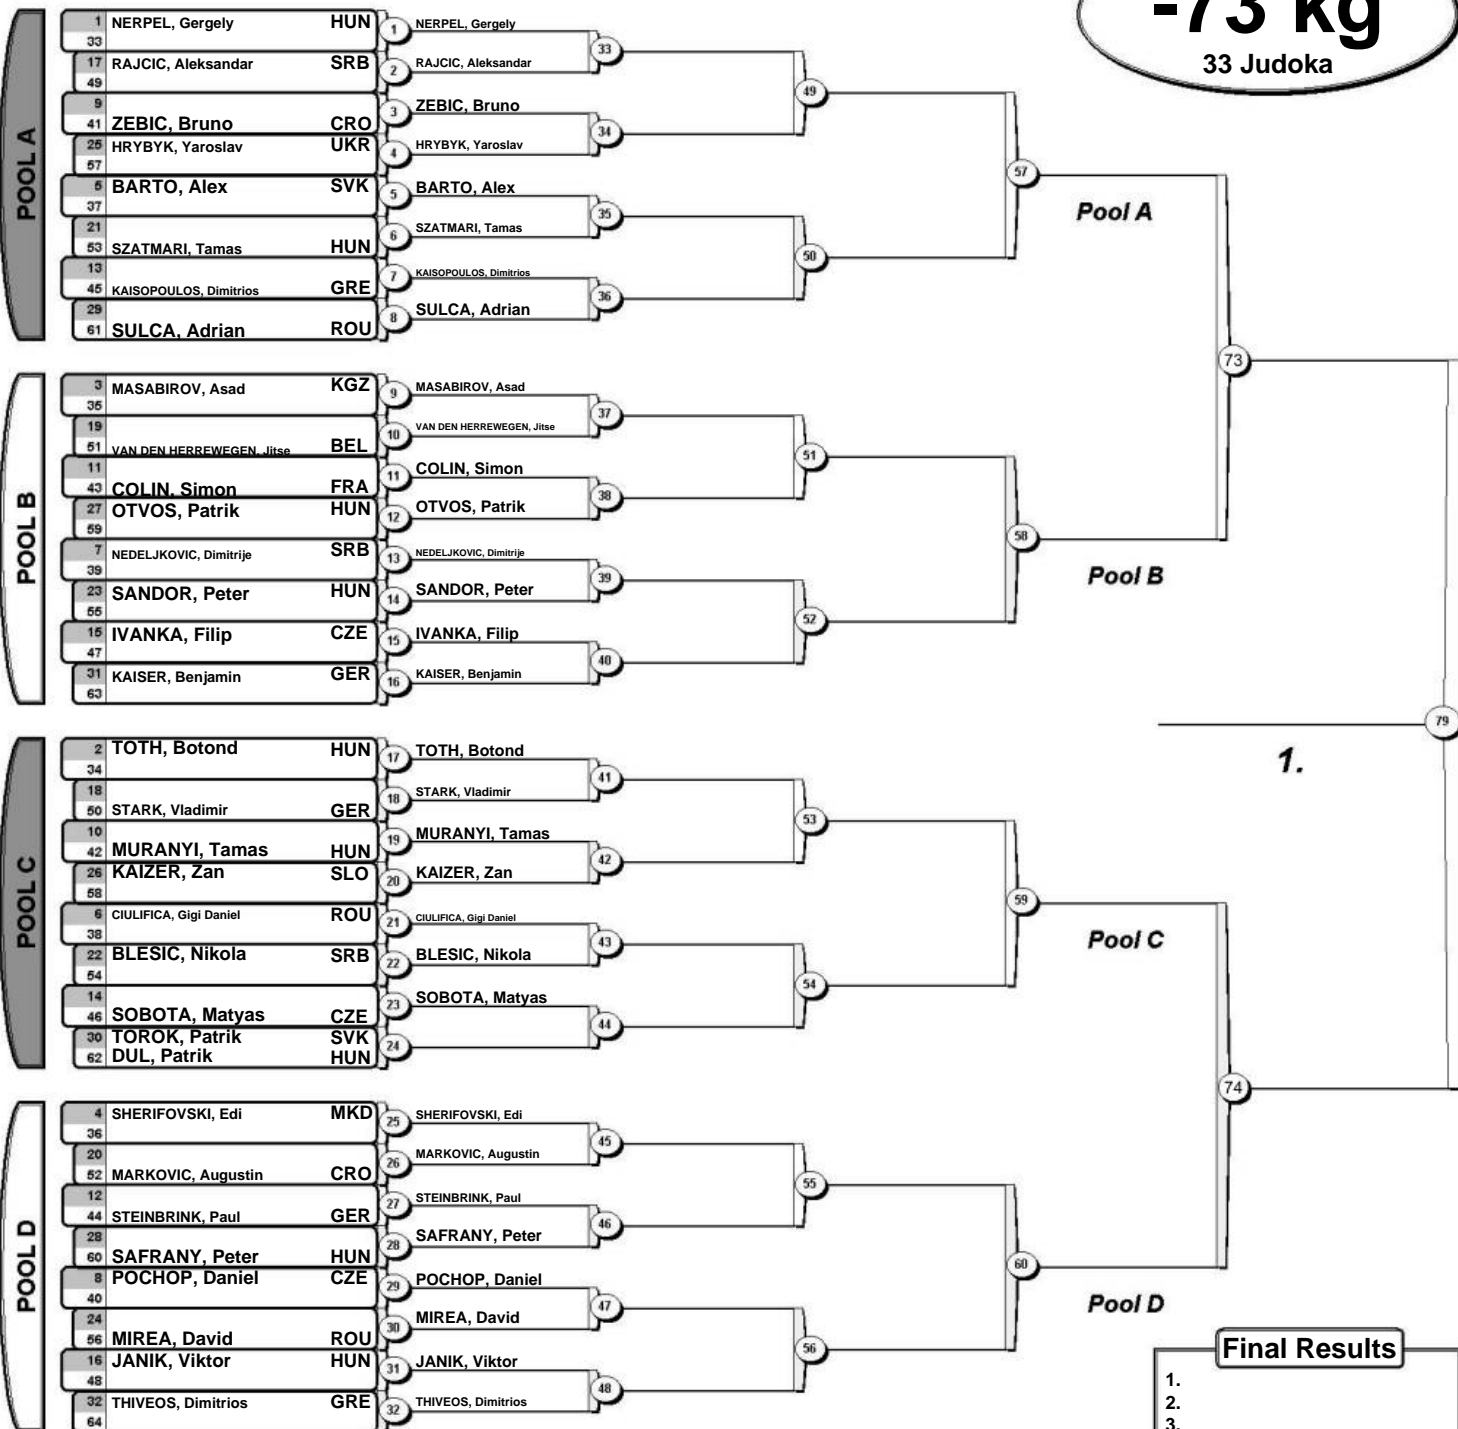 -73 kg
33 Judoka
POOL A
1 NERPEL, Gergely HUN
33
17 RAJCIC, Aleksandar SRB
49
9
41 ZEBIC, Bruno CRO
25 HRYBYK, Yaroslav UKR
57
5 BARTO, Alex SVK
37
21
53 SZATMARI, Tamas HUN
13
45 KAISOPOULOS, Dimitrios GRE
29
61 SULCA, Adrian ROU
1 NERPEL, Gergely
2 RAJCIC, Aleksandar
3 ZEBIC, Bruno
4 HRYBYK, Yaroslav
5 BARTO, Alex
6 SZATMARI, Tamas
7 KAISOPOULOS, Dimitrios
8 SULCA, Adrian
33
34
35
36
49
50
57
Pool A
POOL B
3 MASABIROV, Asad KGZ
35
19
51 VAN DEN HERREWEGEN, Jitse BEL
11
43 COLIN, Simon FRA
27 OTVOS, Patrik HUN
59
7 NEDELJKOVIC, Dimitrije SRB
39
23 SANDOR, Peter HUN
55
15 IVANKA, Filip CZE
47
31 KAISER, Benjamin GER
63
9 MASABIROV, Asad
10 VAN DEN HERREWEGEN, Jitse
11 COLIN, Simon
12 OTVOS, Patrik
13 NEDELJKOVIC, Dimitrije
14 SANDOR, Peter
15 IVANKA, Filip
16 KAISER, Benjamin
37
38
39
40
51
52
58
Pool B
73
79
1.
POOL C
2 TOTH, Botond HUN
34
18
50 STARK, Vladimir GER
10
42 MURANYI, Tamas HUN
26 KAIZER, Zan SLO
58
6 CIULIFICA, Gigi Daniel ROU
38
22 BLESIC, Nikola SRB
54
14
46 SOBOTA, Matyas CZE
30 TOROK, Patrik SVK
62 DUL, Patrik HUN
17 TOTH, Botond
18 STARK, Vladimir
19 MURANYI, Tamas
20 KAIZER, Zan
21 CIULIFICA, Gigi Daniel
22 BLESIC, Nikola
23 SOBOTA, Matyas
24
41
42
43
44
53
54
59
Pool C
POOL D
4 SHERIFOVSKI, Edi MKD
36
20
52 MARKOVIC, Augustin CRO
12
44 STEINBRINK, Paul GER
28
60 SAFRANY, Peter HUN
8 POCHOP, Daniel CZE
40
24
56 MIREA, David ROU
16 JANIK, Viktor HUN
48
32 THIVEOS, Dimitrios GRE
64
25 SHERIFOVSKI, Edi
26 MARKOVIC, Augustin
27 STEINBRINK, Paul
28 SAFRANY, Peter
29 POCHOP, Daniel
30 MIREA, David
31 JANIK, Viktor
32 THIVEOS, Dimitrios
45
46
47
48
55
56
60
Pool D
74
Final Results
1.
2.
3.